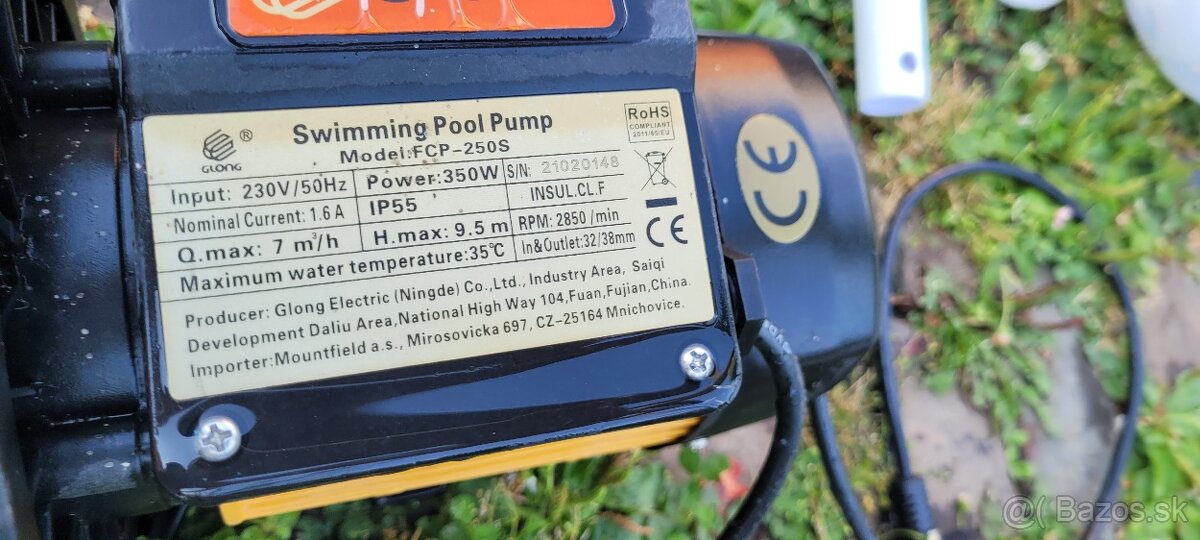 GLONG ®
Swimming Pool Pump
Model:FCP-250S
RoHS
COMPLIANT
2011/65/EU
Input: 230V/50Hz Power:350W S/N: 21020148
Nominal Current: 1.6 A IP55 INSUL.CL.F
Q.max: 7 m³/h H.max: 9.5 m RPM: 2850 /min
Maximum water temperature:35℃ In&Outlet:32/38mm
CE
Producer: Glong Electric (Ningde) Co.,Ltd., Industry Area, Saiqi
Development Daliu Area,National High Way 104,Fuan,Fujian,China.
Importer:Mountfield a.s., Mirosovicka 697, CZ-25164 Mnichovice.
CE
@( Bazos.sk